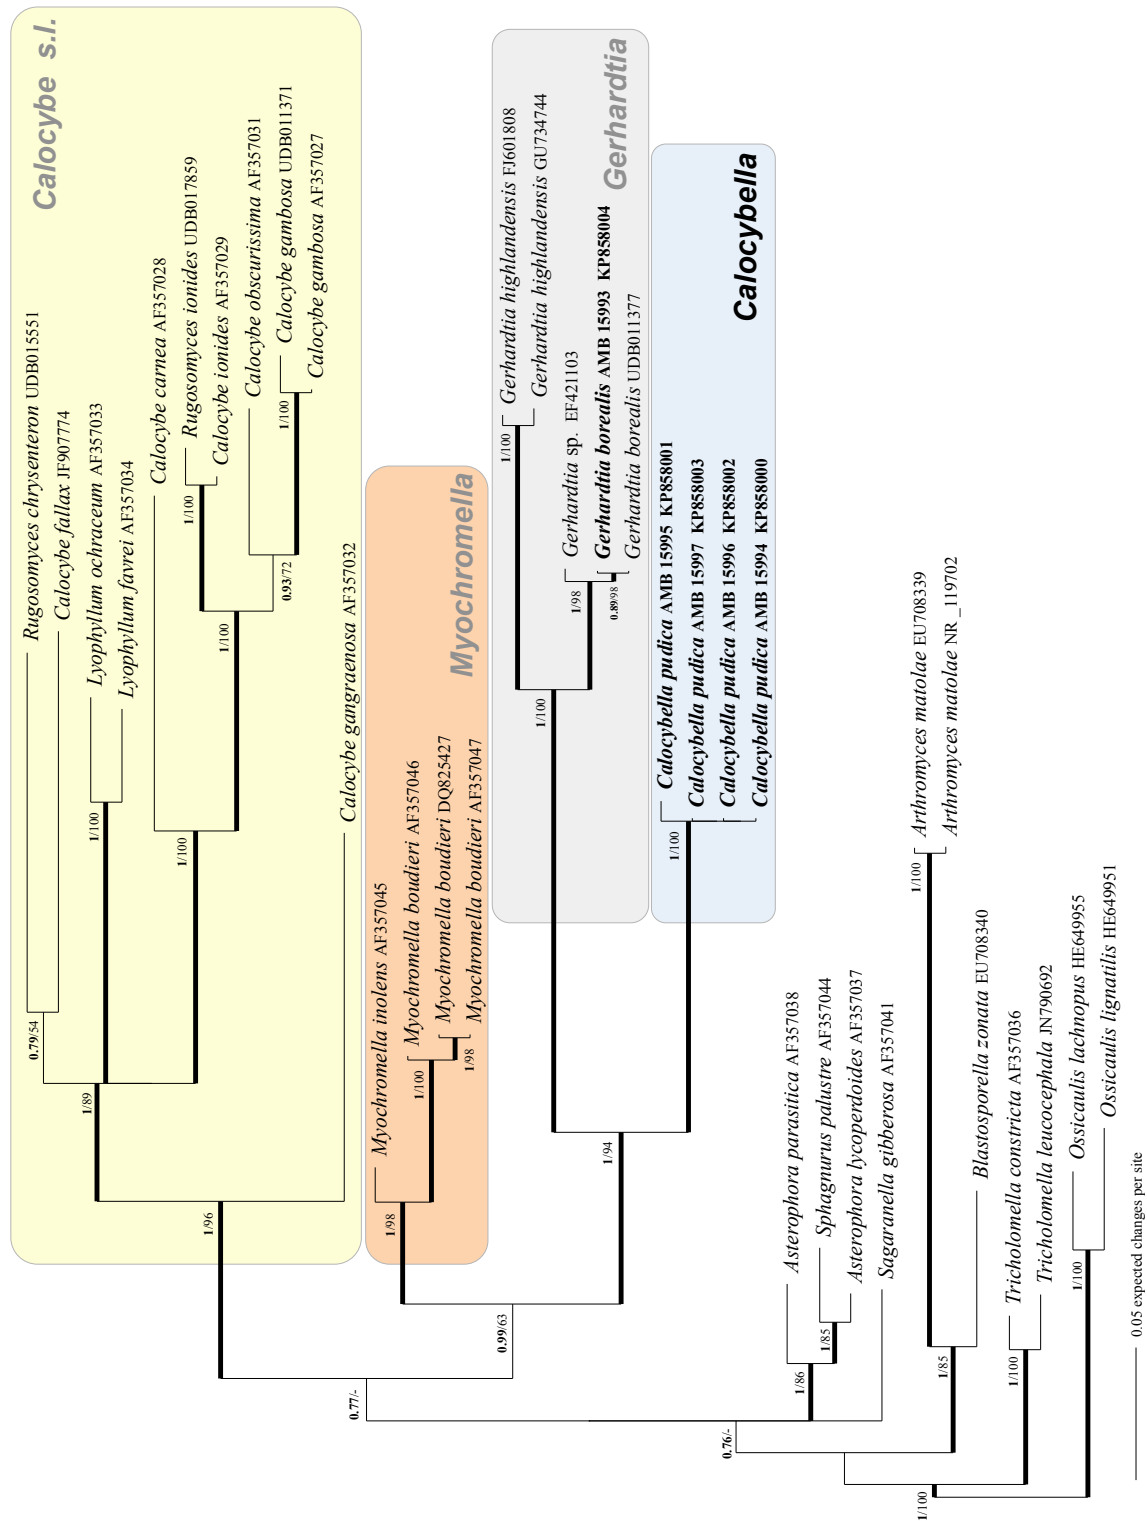 Calocybe s.l.
Rugosomyces chrysenteron UDB015551
0.79/54
Calocybe fallax JF907774
1/89
Lyophyllum ochraceum AF357033
1/100
Lyophyllum favrei AF357034
Calocybe carnea AF357028
1/100
Rugosomyces ionides UDB017859
1/100
Calocybe ionides AF357029
1/100
Calocybe obscurissima AF357031
0.93/72
Calocybe gambosa UDB011371
1/100
Calocybe gambosa AF357027
1/96
Calocybe gangraenosa AF357032
0.77/-
Myochromella
Myochromella inolens AF357045
1/98
Myochromella boudieri AF357046
1/100
Myochromella boudieri DQ825427
1/98
Myochromella boudieri AF357047
0.99/63
Gerhardtia
Gerhardtia highlandensis FJ601808
1/100
Gerhardtia highlandensis GU734744
1/100
Gerhardtia sp. EF421103
1/98
Gerhardtia borealis AMB 15993 KP858004
0.89/98
Gerhardtia borealis UDB011377
1/94
Calocybella
Calocybella pudica AMB 15995 KP858001
1/100
Calocybella pudica AMB 15997 KP858003
Calocybella pudica AMB 15996 KP858002
Calocybella pudica AMB 15994 KP858000
0.76/-
Asterophora parasitica AF357038
1/86
Sphagnurus palustre AF357044
1/85
Asterophora lycoperdoides AF357037
Sagaranella gibberosa AF357041
Arthromyces matolae EU708339
1/100
Arthromyces matolae NR_119702
1/85
Blastosporella zonata EU708340
1/100
Tricholomella constricta AF357036
1/100
Tricholomella leucocephala JN790692
Ossicaulis lachnopus HE649955
1/100
Ossicaulis lignatilis HE649951
0.05 expected changes per site